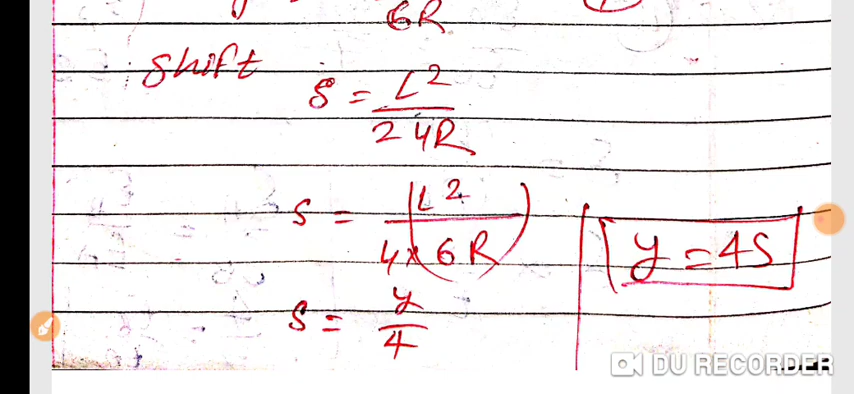 6R
shift
S = L²/24R
S = (L²/4×6R)
y = 4S
S = y/4
DU RECORDER